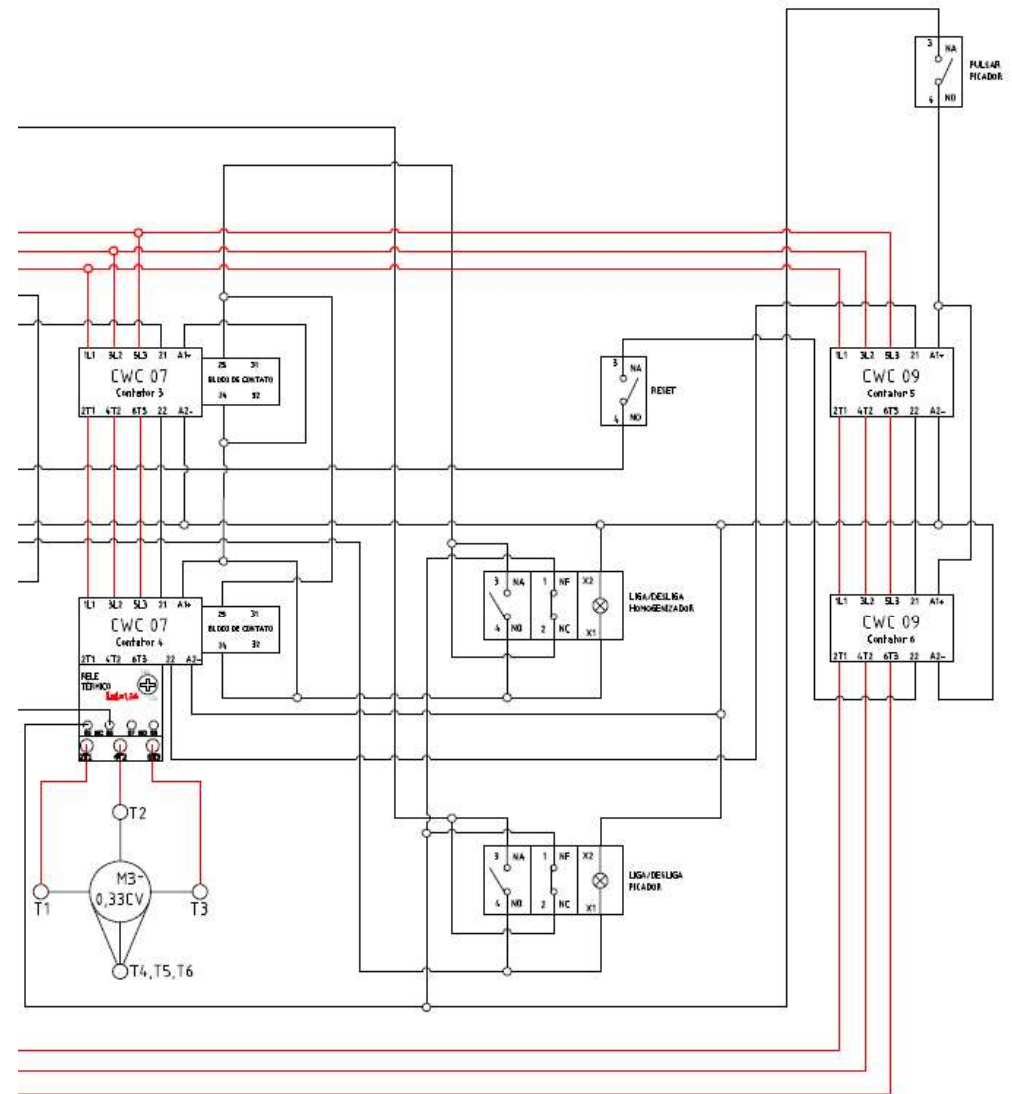 3 NA
4 NO
PULSAR
PICADOR
1L1 3L2 5L3 21 A1+
CWC 07
Contator 3
2T1 4T2 6T3 22 A2-
31
BLOCO DE CONTATO
32
3 NA
4 NO
RESET
1L1 3L2 5L3 21 A1+
CWC 09
Contator 5
2T1 4T2 6T3 22 A2-
1L1 3L2 5L3 21 A1+
CWC 07
Contator 4
2T1 4T2 6T3 22 A2-
31
BLOCO DE CONTATO
32
RELE
TÉRMICO
3 NA 1 NF X2
4 NO 2 NC X1
LIGA/DESLIGA
HOMOGENIZADOR
1L1 3L2 5L3 21 A1+
CWC 09
Contator 6
2T1 4T2 6T3 22 A2-
T2
M3~
0,33CV
T1
T3
T4,T5,T6
3 NA 1 NF X2
4 NO 2 NC X1
LIGA/DESLIGA
PICADOR